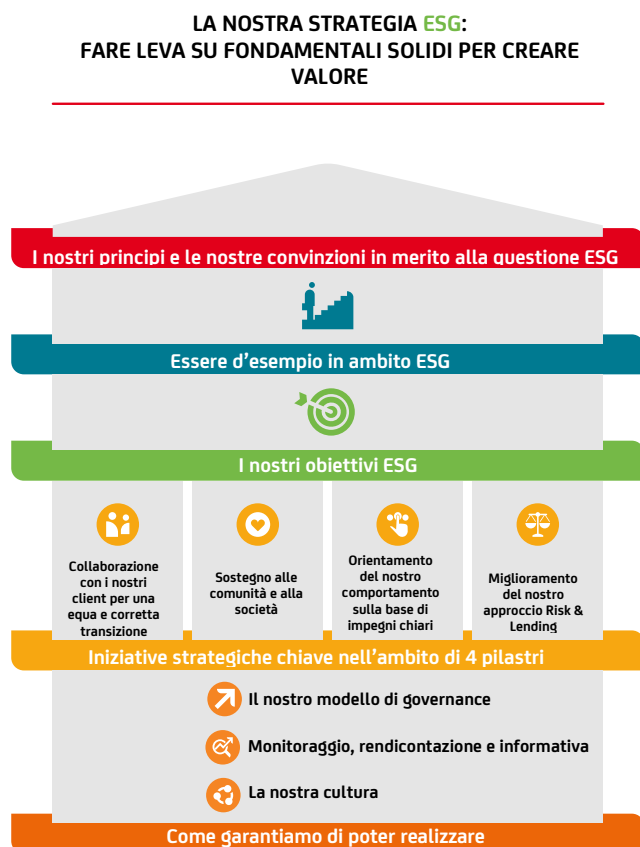 LA NOSTRA STRATEGIA ESG:
FARE LEVA SU FONDAMENTALI SOLIDI PER CREARE
VALORE
I nostri principi e le nostre convinzioni in merito alla questione ESG
Essere d'esempio in ambito ESG
I nostri obiettivi ESG
Collaborazione
con i nostri
client per una
equa e corretta
transizione
Sostegno alle
comunità e alla
società
Orientamento
del nostro
comportamento
sulla base di
impegni chiari
Miglioramento
del nostro
approccio Risk &
Lending
Iniziative strategiche chiave nell'ambito di 4 pilastri
Il nostro modello di governance
Monitoraggio, rendicontazione e informativa
La nostra cultura
Come garantiamo di poter realizzare